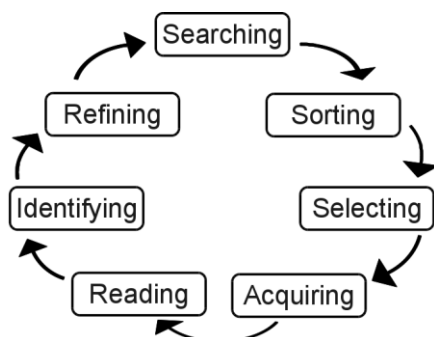 Searching
Sorting
Selecting
Acquiring
Reading
Identifying
Refining